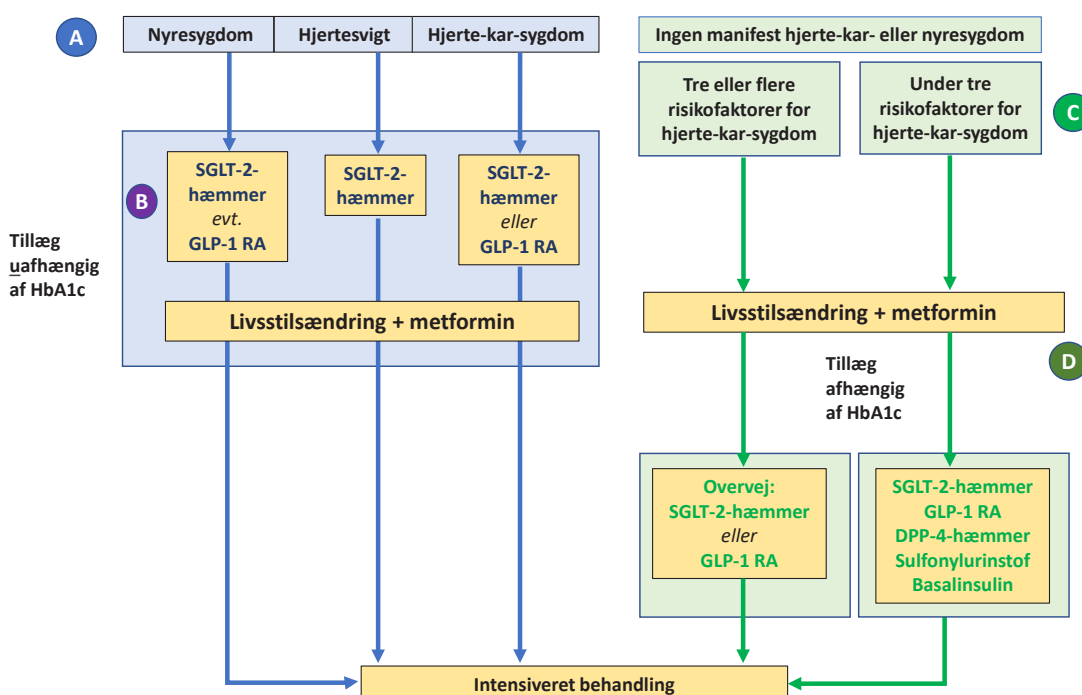 A
Nyresygdom
Hjertesvigt
Hjerte-kar-sygdom
Ingen manifest hjerte-kar- eller nyresygdom
Tre eller flere
risikofaktorer for
hjerte-kar-sygdom
Under tre
risikofaktorer for
hjerte-kar-sygdom
C
B
SGLT-2-
hæmmer
evt.
GLP-1 RA
SGLT-2-
hæmmer
SGLT-2-
hæmmer
eller
GLP-1 RA
Tillæg
uafhængig
af HbA1c
Livsstilsændring + metformin
Livsstilsændring + metformin
D
Tillæg
afhængig
af HbA1c
Overvej:
SGLT-2-hæmmer
eller
GLP-1 RA
SGLT-2-hæmmer
GLP-1 RA
DPP-4-hæmmer
Sulfonylurinstof
Basalinsulin
Intensiveret behandling